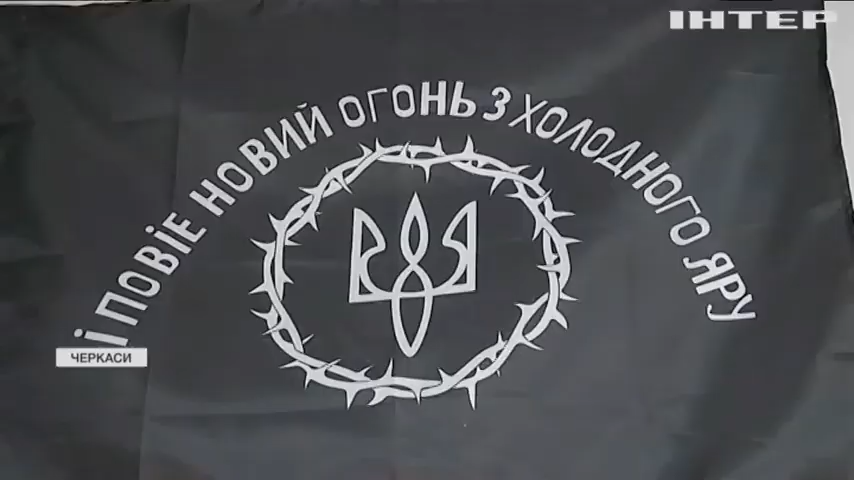 ІНТЕР
І ПОВІЄ НОВИЙ ОГОНЬ З ХОЛОДНОГО ЯРУ
ЧЕРКАСИ